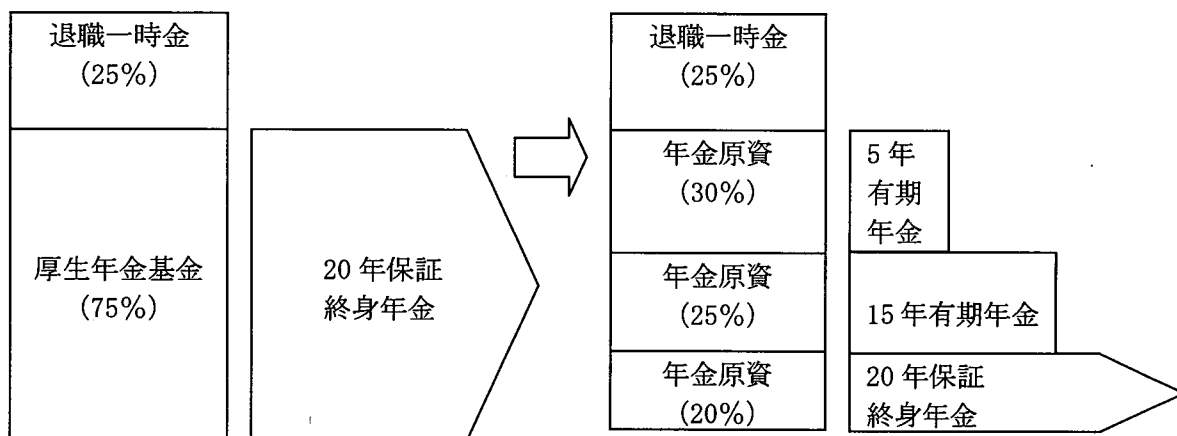 退職一時金
(25%)
厚生年金基金
(75%)
20年保証
終身年金
退職一時金
(25%)
年金原資
(30%)
5年
有期
年金
年金原資
(25%)
15年有期年金
年金原資
(20%)
20年保証
終身年金